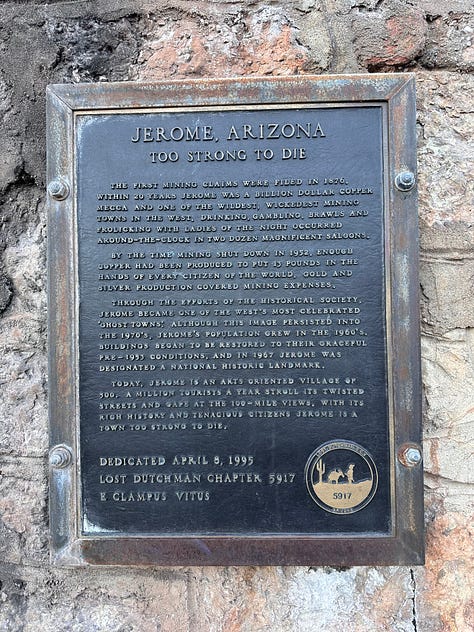 JEROME, ARIZONA
TOO STRONG TO DIE
THE FIRST MINING CLAIMS WERE FILED IN 1876.
WITHIN 20 YEARS JEROME WAS A BILLION DOLLAR COPPER
MECCA AND ONE OF THE WILDEST, WICKEDEST MINING
TOWNS IN THE WEST. DRINKING, GAMBLING, BRAWLS AND
FROLICKING WITH LADIES OF THE NIGHT OCCURRED
AROUND-THE-CLOCK IN TWO DOZEN MAGNIFICENT SALOONS.
BY THE TIME MINING SHUT DOWN IN 1952, ENOUGH
COPPER HAD BEEN PRODUCED TO PUT 13 POUNDS IN THE
HANDS OF EVERY CITIZEN OF THE WORLD. GOLD AND
SILVER PRODUCTION COVERED MINING EXPENSES.
THROUGH THE EFFORTS OF THE HISTORICAL SOCIETY,
JEROME BECAME ONE OF THE WEST'S MOST CELEBRATED
"GHOST TOWNS." ALTHOUGH THIS IMAGE PERSISTED INTO
THE 1970'S, JEROME'S POPULATION GREW IN THE 1960'S.
BUILDINGS BEGAN TO BE RESTORED TO THEIR GRACEFUL
PRE-1953 CONDITIONS, AND IN 1967 JEROME WAS
DESIGNATED A NATIONAL HISTORIC LANDMARK.
TODAY, JEROME IS AN ARTS ORIENTED VILLAGE OF
500. A MILLION TOURISTS A YEAR STROLL ITS TWISTED
STREETS AND GAPE AT THE 100-MILE VIEWS. WITH ITS
RICH HISTORY AND TENACIOUS CITIZENS JEROME IS A
TOWN TOO STRONG TO DIE.
DEDICATED APRIL 8, 1995
LOST DUTCHMAN CHAPTER 5917
E CLAMPUS VITUS
5917